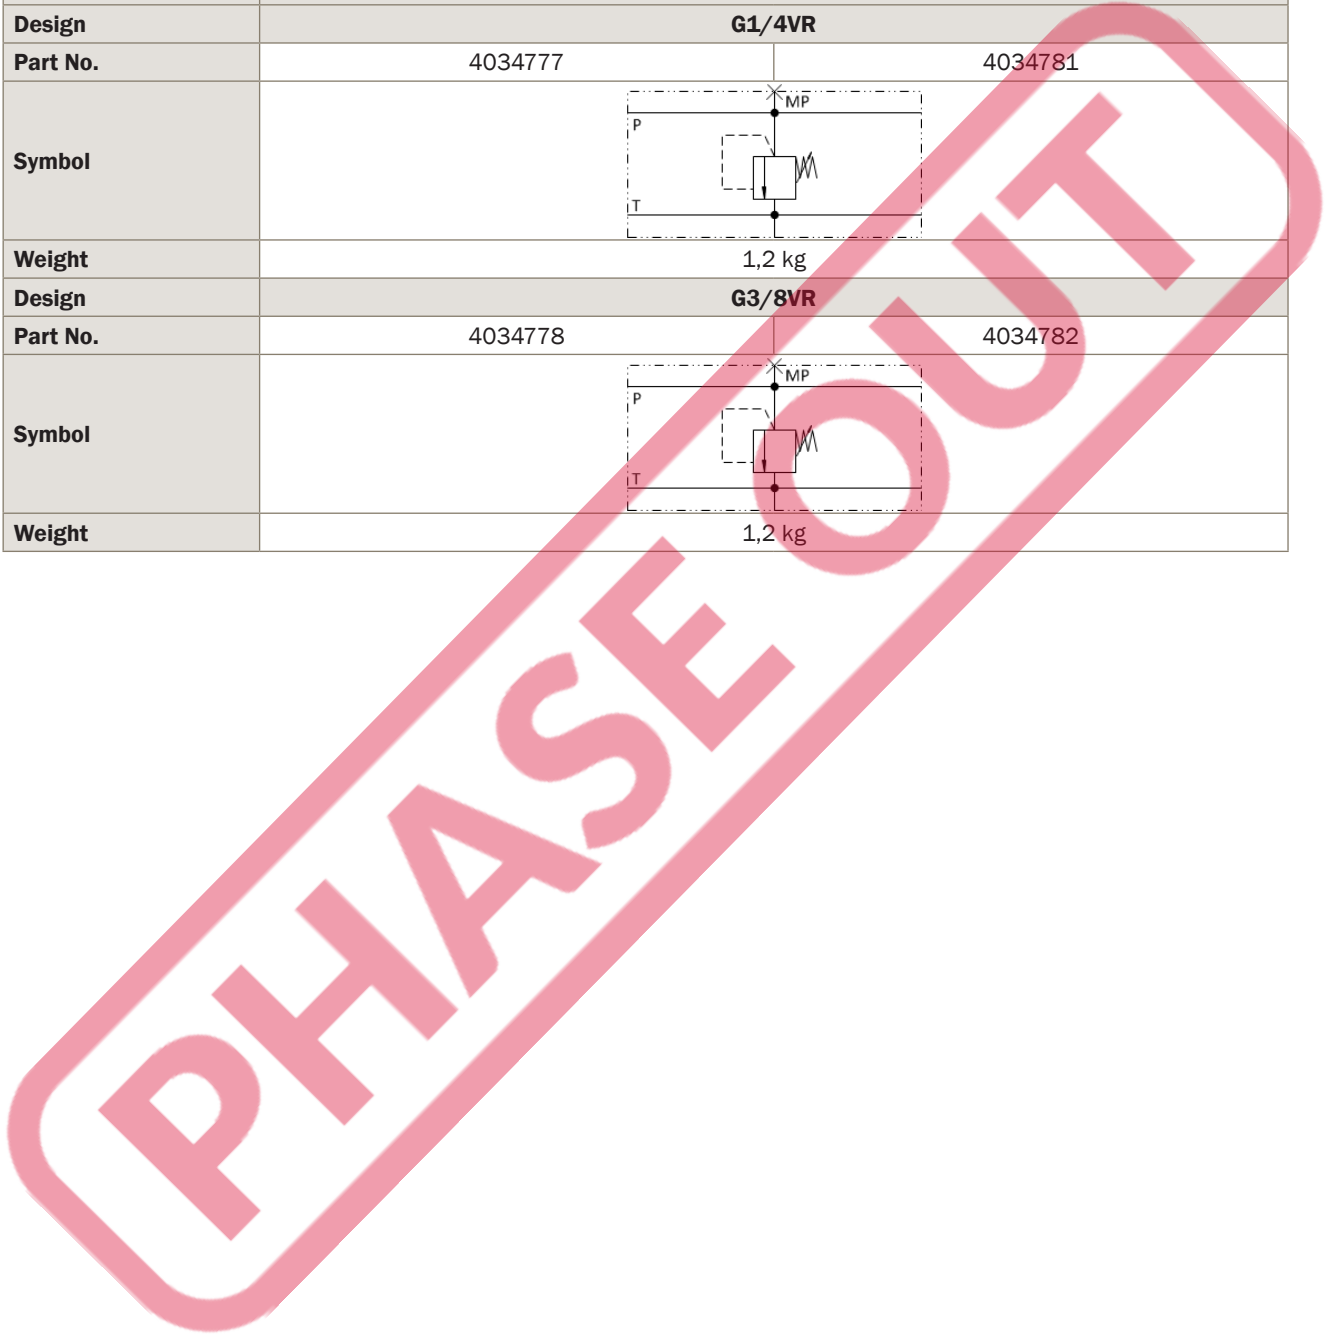 Design G1/4VR
Part No. 4034777 4034781
MP
P
Symbol
T
Weight 1,2 kg
Design G3/8VR
Part No. 4034778 4034782
MP
P
Symbol
T
Weight 1,2 kg
PHASE OUT